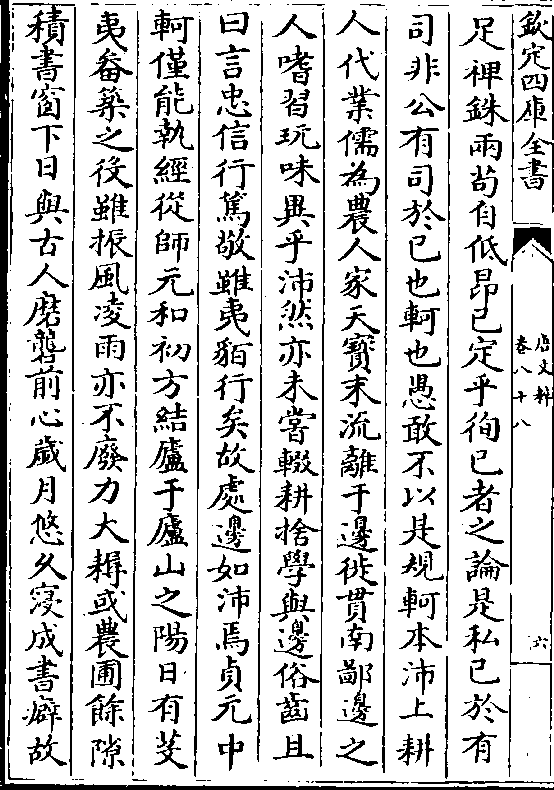 欽定四庫全書
唐文粹
卷八十八
六
足裨銖兩苟自低昂已定乎徇已者之論是私已於有
司非公有司於已也軻也愚敢不以是規軻本沛上耕
人代業儒為農人家天寶末流離于邊徙貫南鄙邊之
人嗜習玩味異乎沛然亦未嘗輟耕捨學與邊俗齒且
曰言忠信行篤敬雖夷貊行矣故處邊如沛焉貞元中
軻僅能執經從師元和初方結廬于廬山之陽日有芟
夷畚築之役雖振風凌雨亦不廢力大耨或農圃餘隙
積書窗下日與古人磨礱前心歲月悠久寖成書癖故